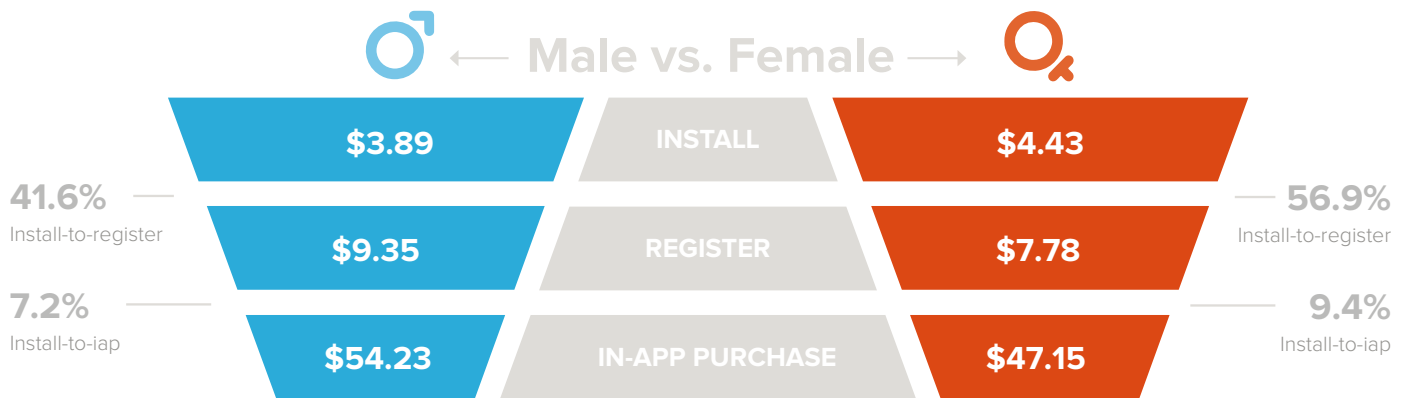 Male vs. Female
$3.89
INSTALL
$4.43
41.6%
Install-to-register
56.9%
Install-to-register
$9.35
REGISTER
$7.78
7.2%
Install-to-iap
9.4%
Install-to-iap
$54.23
IN-APP PURCHASE
$47.15